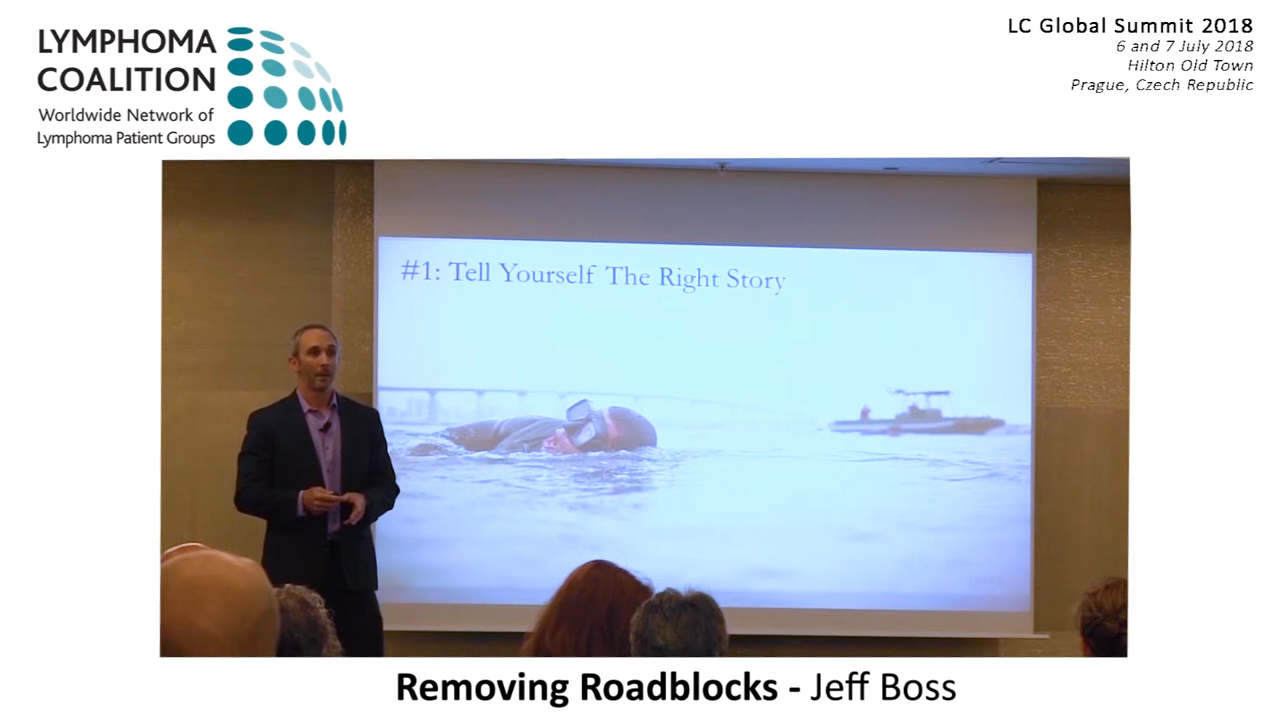 LYMPHOMA
COALITION
Worldwide Network of
Lymphoma Patient Groups
LC Global Summit 2018
6 and 7 July 2018
Hilton Old Town
Prague, Czech Republic
#1: Tell Yourself The Right Story
Removing Roadblocks - Jeff Boss